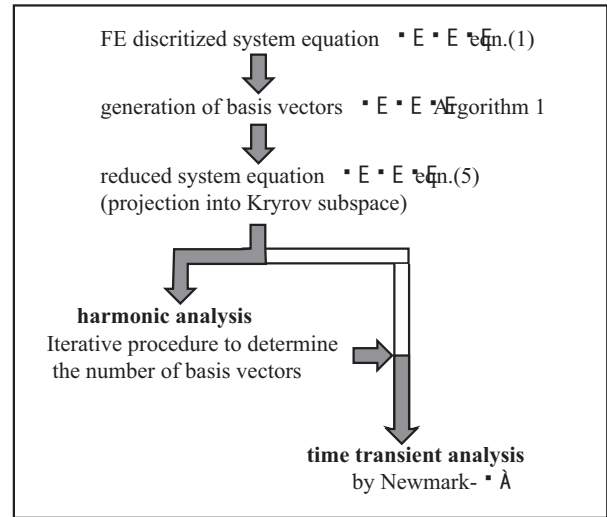 FE discritized system equation ・E・E・E eqn.(1)
generation of basis vectors ・E・E・E Argorithm 1
reduced system equation ・E・E・E eqn.(5)
(projection into Kryrov subspace)
harmonic analysis
Iterative procedure to determine
the number of basis vectors
time transient analysis
by Newmark- ・À